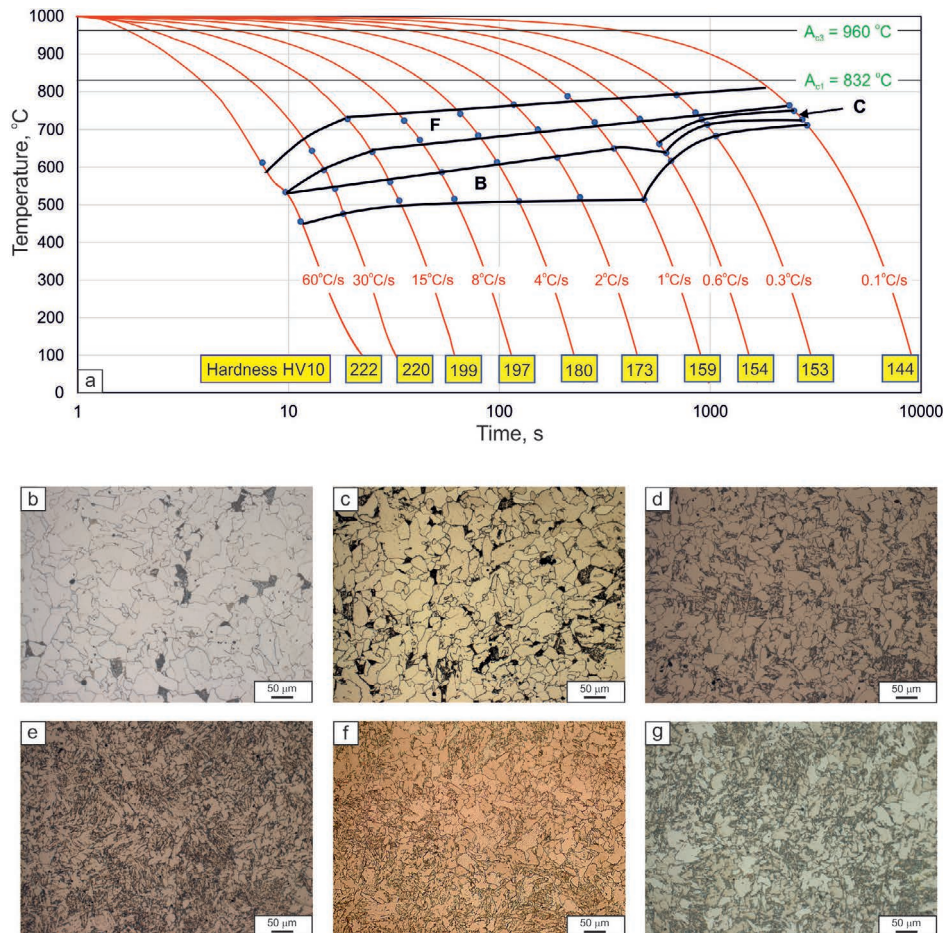 1000
900
800
700
600
500
400
300
200
100
0
Temperature, °C
Ac3 = 960 °C
Ac1 = 832 °C
F
B
C
60°C/s 30°C/s 15°C/s 8°C/s 4°C/s 2°C/s 1°C/s 0.6°C/s 0.3°C/s 0.1°C/s
a
Hardness HV10 222 220 199 197 180 173 159 154 153 144
1 10 100 1000 10000
Time, s
b
50 µm
c
50 µm
d
50 µm
e
50 µm
f
50 µm
g
50 µm